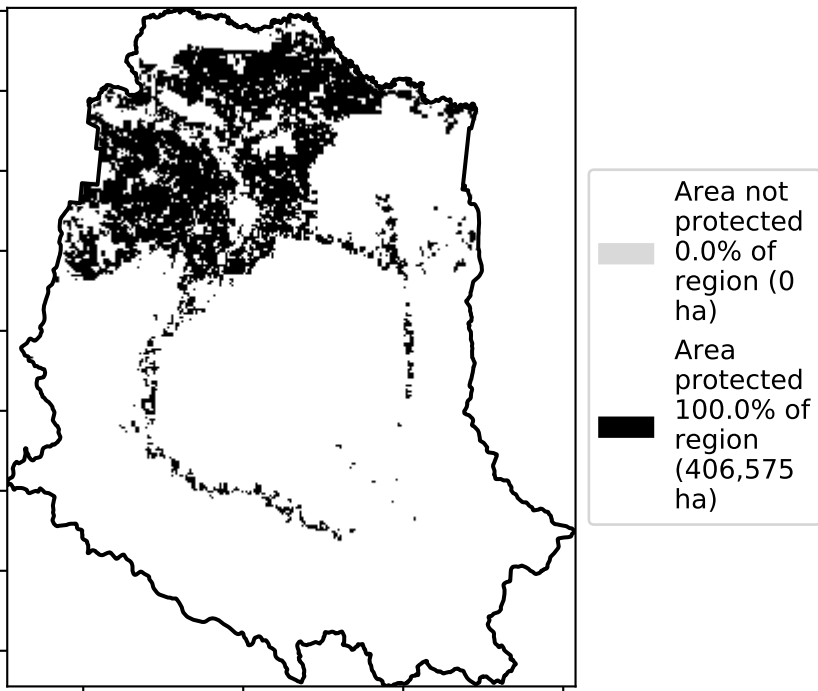 Area not
protected
0.0% of
region (0
ha)
Area
protected
100.0% of
region
(406,575
ha)